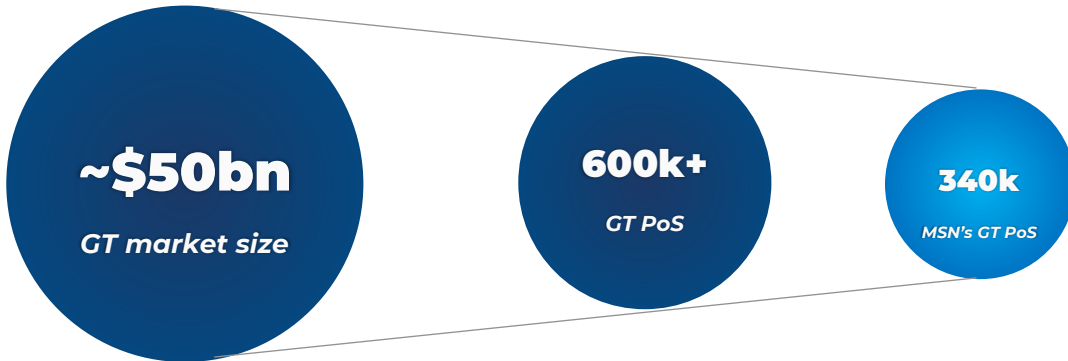 ~$50bn
GT market size
600k+
GT PoS
340k
MSN’s GT PoS